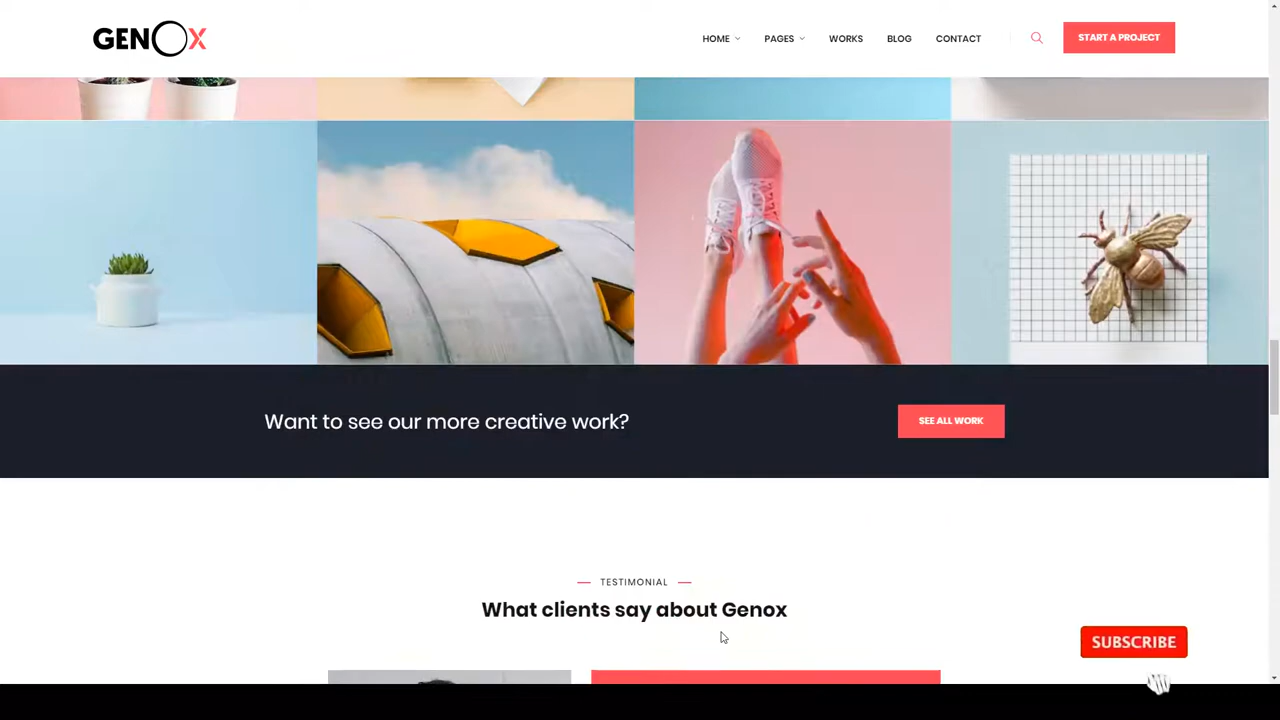 GENOX
HOME PAGES WORKS BLOG CONTACT START A PROJECT
Want to see our more creative work?
SEE ALL WORK
TESTIMONIAL
What clients say about Genox
SUBSCRIBE